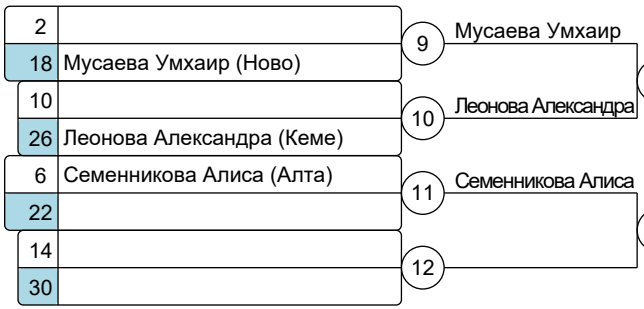 2
9
Мусаева Умхаир
18 Мусаева Умхаир (Ново)
10
10
Леонова Александра
26 Леонова Александра (Кеме)
6 Семенникова Алиса (Алта)
11
Семенникова Алиса
22
14
12
30